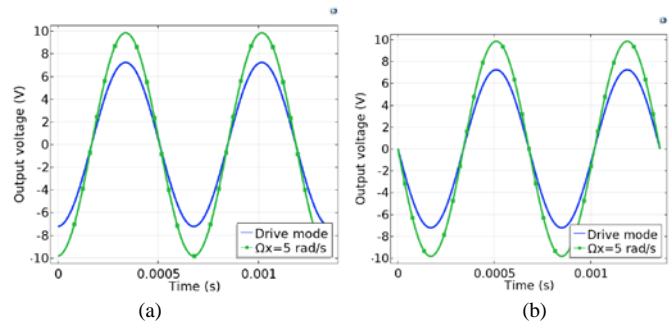 10
8
6
4
2
0
-2
-4
-6
-8
-10
Output voltage (V)
Drive mode
Ωx=5 rad/s
0 0.0005 0.001
Time (s)
(a)
10
8
6
4
2
0
-2
-4
-6
-8
-10
Output voltage (V)
Drive mode
Ωx=5 rad/s
0 0.0005 0.001
Time (s)
(b)